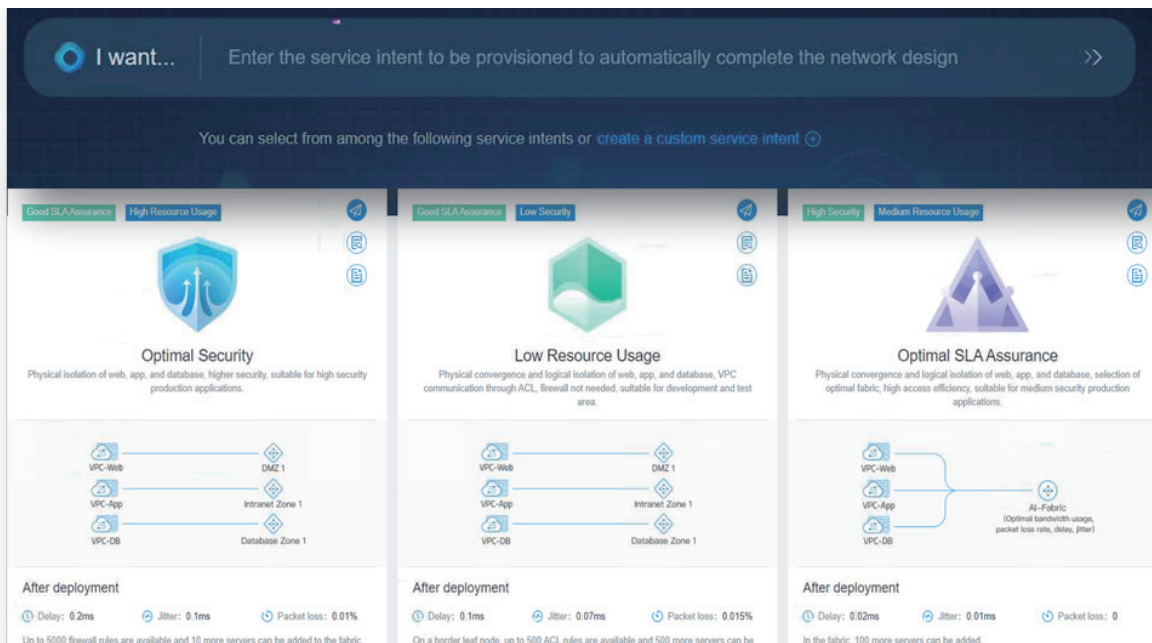 I want...
Enter the service intent to be provisioned to automatically complete the network design
You can select from among the following service intents or create a custom service intent
Good SLA Assurance
High Resource Usage
Optimal Security
Physical isolation of web, app, and database, higher security, suitable for high security
production applications.
VPC-Web
DMZ 1
VPC-App
Intranet Zone 1
VPC-DB
Database Zone 1
After deployment
Delay: 0.2ms
Jitter: 0.1ms
Packet loss: 0.01%
Up to 5000 firewall rules are available and 10 more servers can be added to the fabric
Good SLA Assurance
Low Security
Low Resource Usage
Physical convergence and logical isolation of web, app, and database, VPC
communication through ACL, firewall not needed, suitable for development and test
area.
VPC-Web
DMZ 1
VPC-App
Intranet Zone 1
VPC-DB
Database Zone 1
After deployment
Delay: 0.1ms
Jitter: 0.07ms
Packet loss: 0.015%
On a border leaf node, up to 500 ACL rules are available and 500 more servers can be
High Security
Medium Resource Usage
Optimal SLA Assurance
Physical convergence and logical isolation of web, app, and database, selection of
optimal fabric, high access efficiency, suitable for medium security production
applications.
VPC-Web
VPC-App
VPC-DB
AI-Fabric
(Optimal bandwidth usage,
packet loss rate, delay, jitter)
After deployment
Delay: 0.02ms
Jitter: 0.01ms
Packet loss: 0
In the fabric, 100 more servers can be added